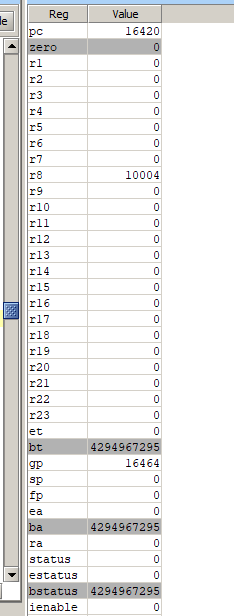 Reg Value
pc 16420
de
zero 0
r1 0
r2 0
r3 0
r4 0
r5 0
r6 0
r7 0
r8 10004
r9 0
r10 0
r11 0
r12 0
r13 0
r14 0
r15 0
r16 0
r17 0
r18 0
r19 0
r20 0
r21 0
r22 0
r23 0
et 0
bt 4294967295
gp 16464
sp 0
fp 0
ea 0
ba 4294967295
ra 0
status 0
estatus 0
bstatus 4294967295
ienable 0